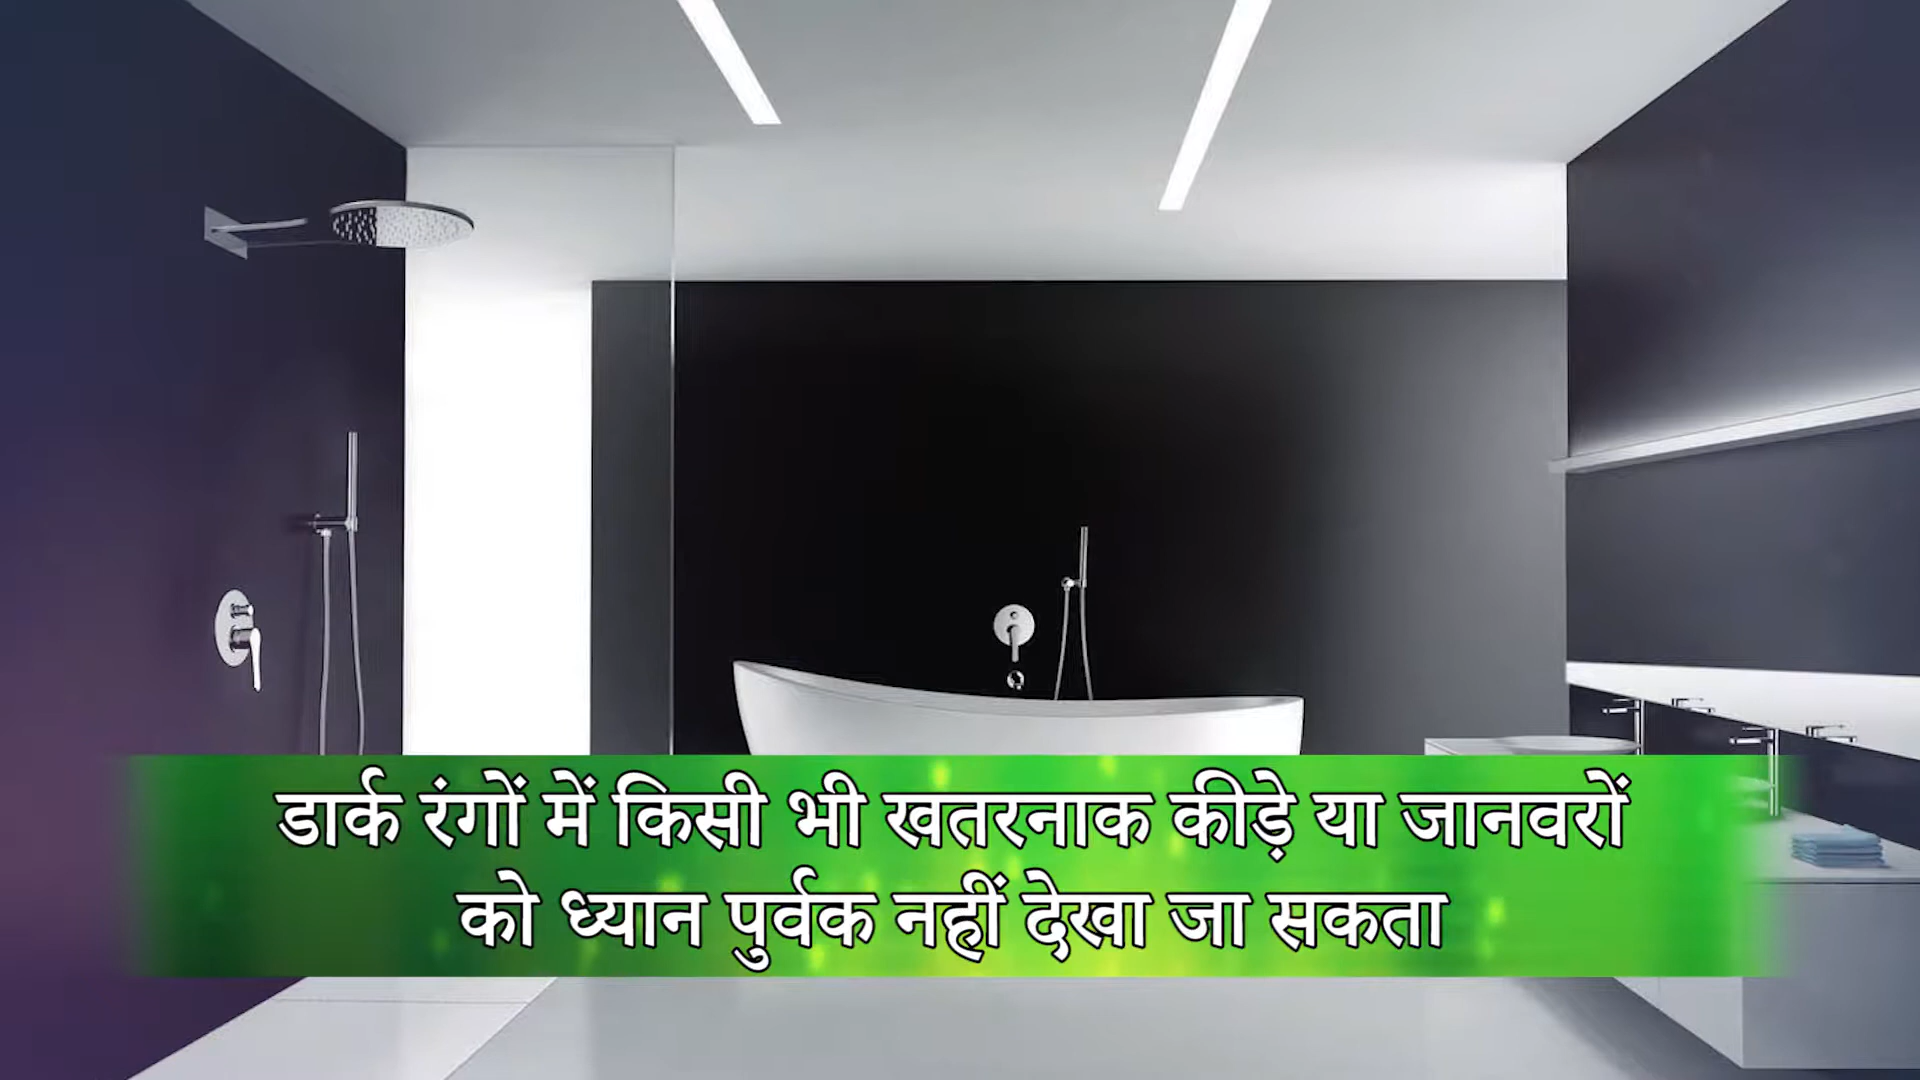 डार्क रंगों में किसी भी खतरनाक कीड़े या जानवरों
को ध्यान पुर्वक नहीं देखा जा सकता